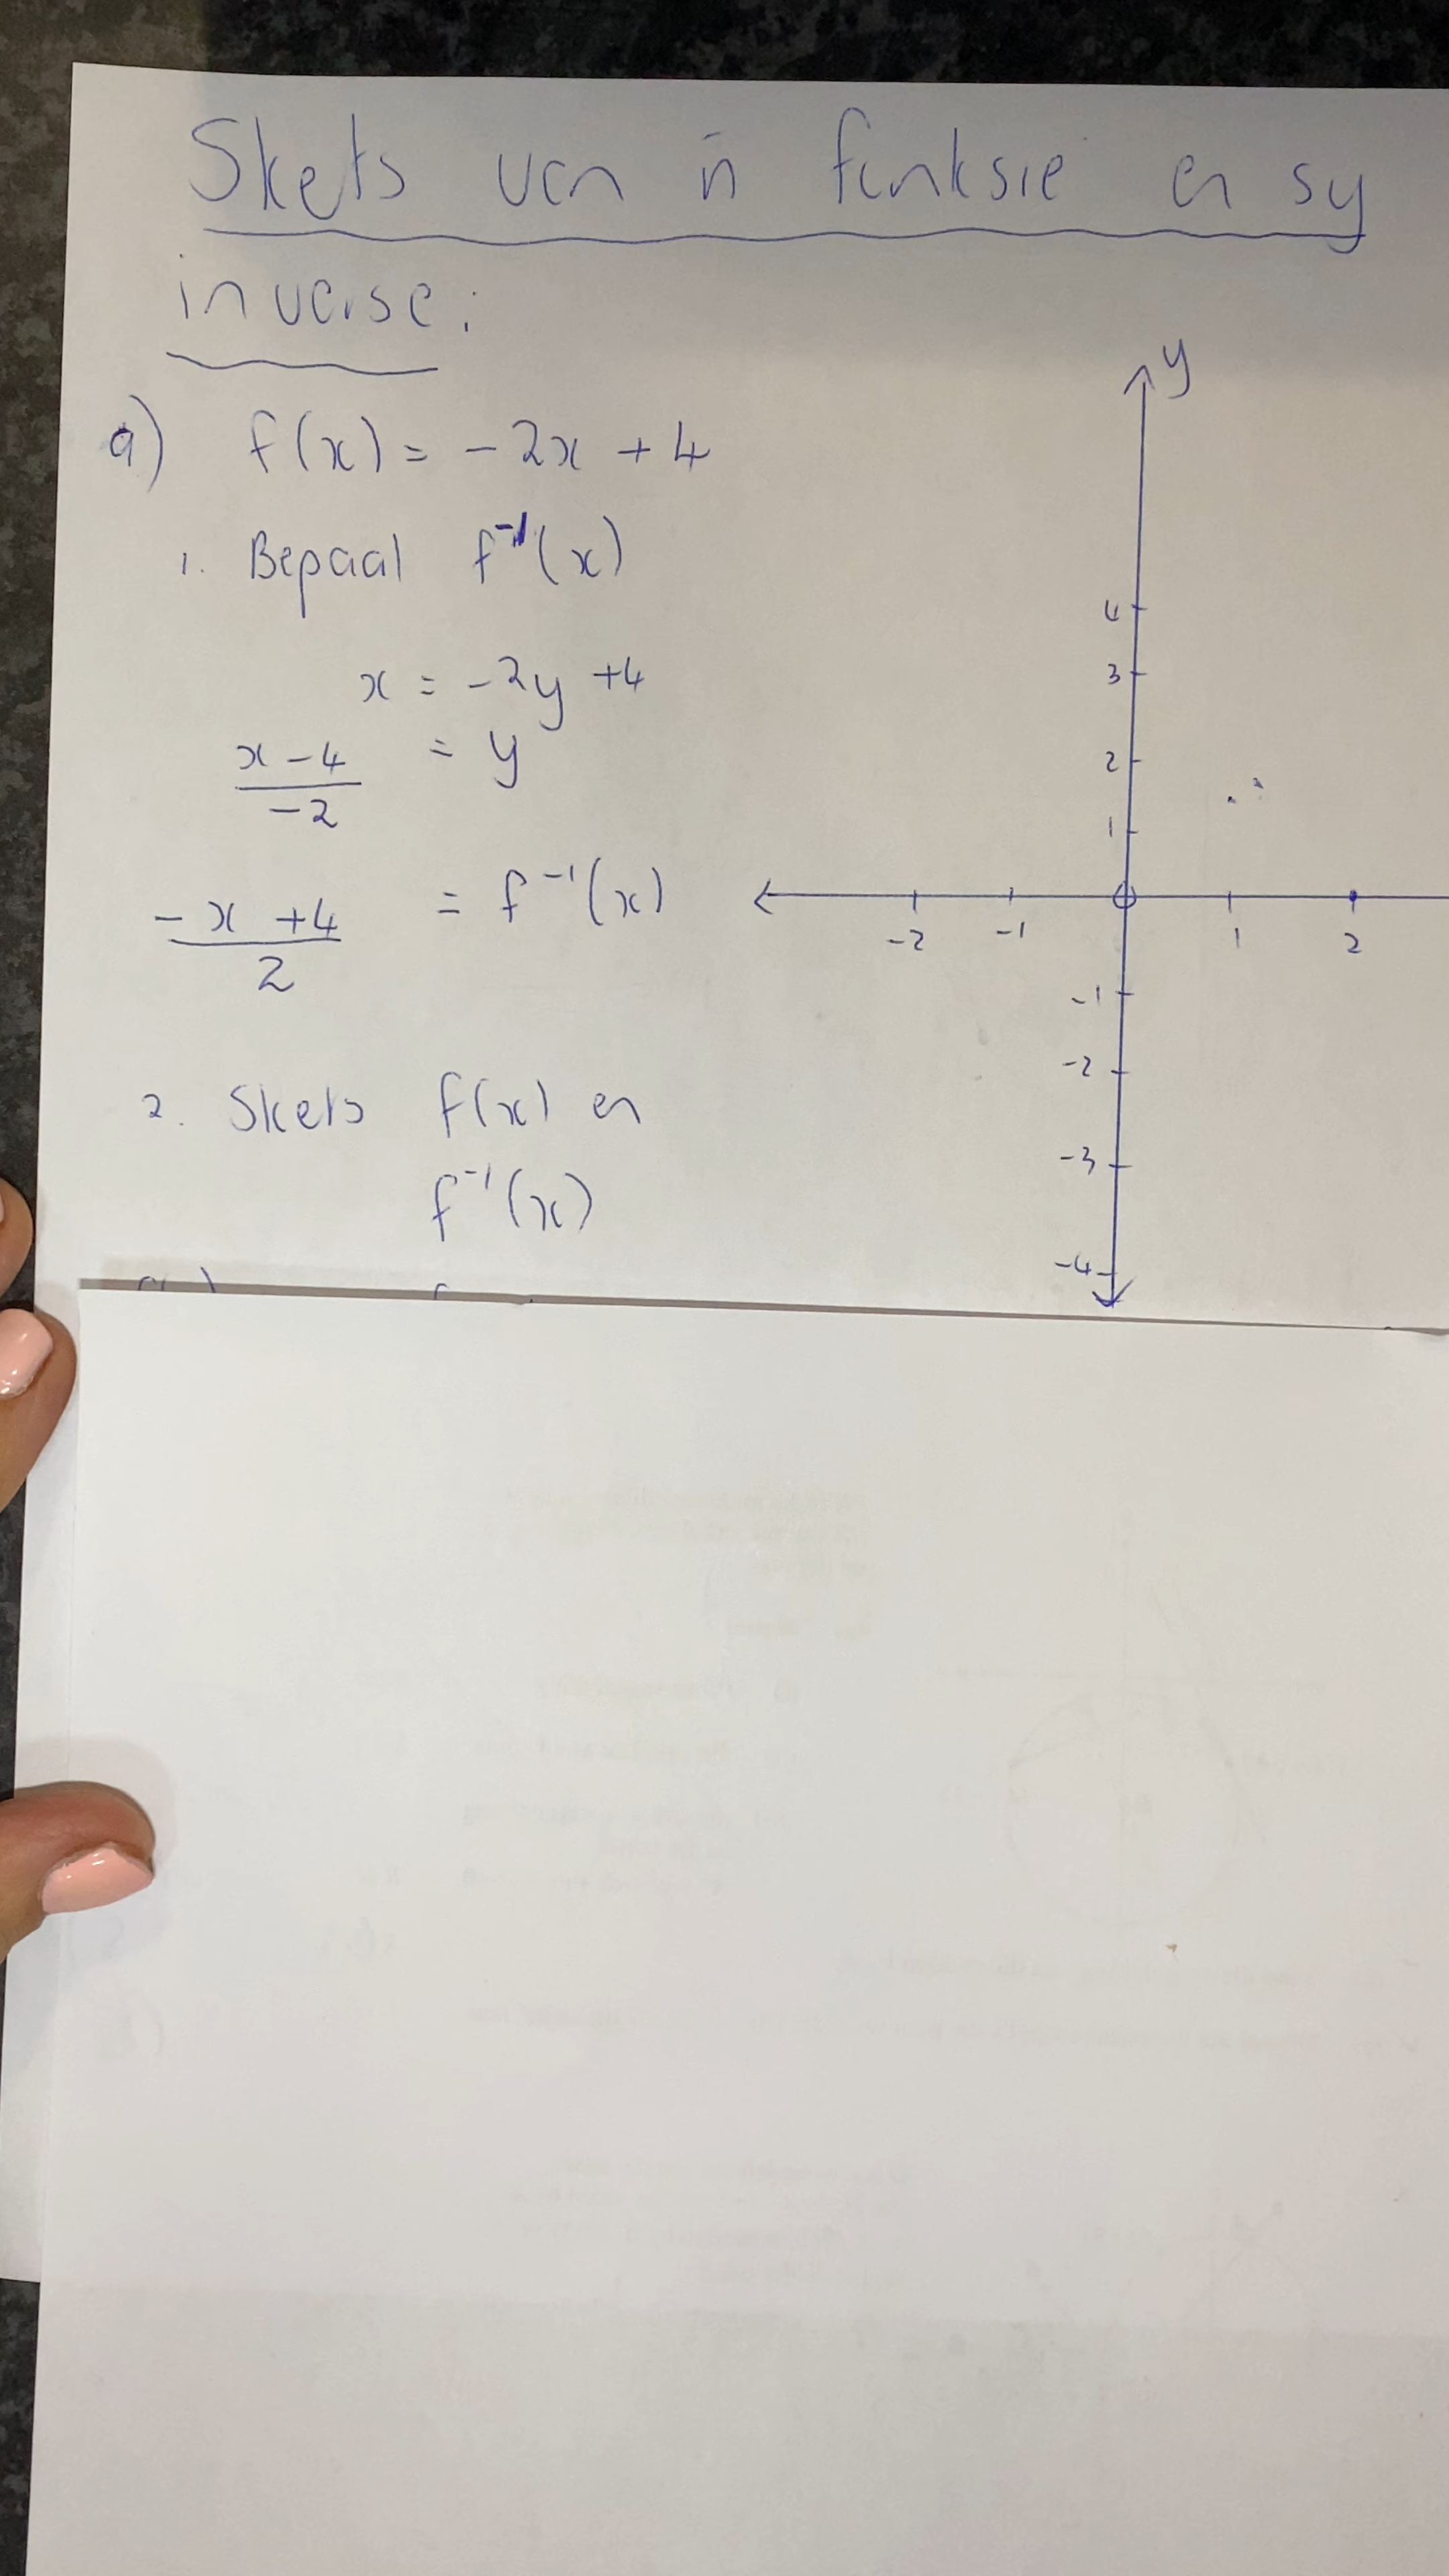 Skets van 'n funksie en sy
inverse:
a) f(x) = -2x + 4
1. Bepaal f⁻¹(x)
x = -2y + 4
(x - 4)/(-2) = y
(-x + 4)/2 = f⁻¹(x)
2. Skets f(x) en
f⁻¹(x)
y
4
3
2
1
-2 -1 1 2
-1
-2
-3
-4